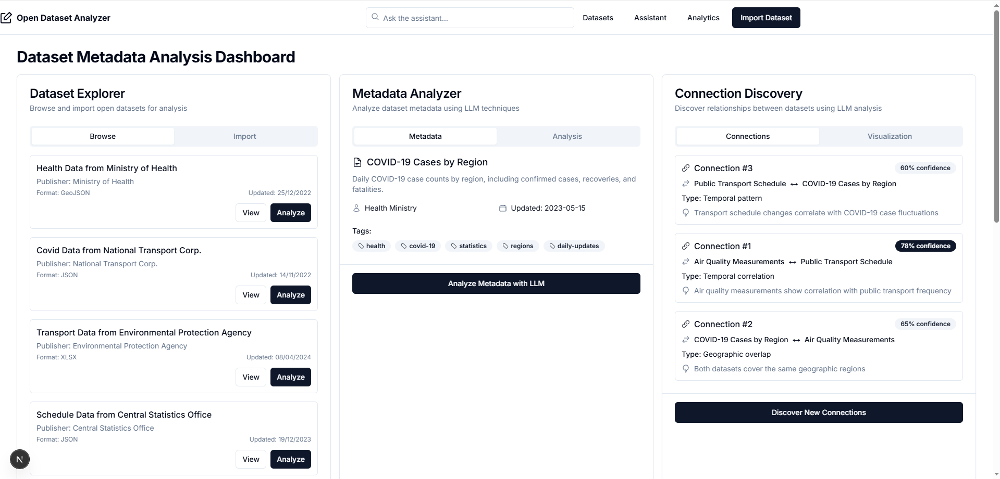 Open Dataset Analyzer
Ask the assistant...
Datasets
Assistant
Analytics
Import Dataset
Dataset Metadata Analysis Dashboard
Dataset Explorer
Browse and import open datasets for analysis
Browse
Import
Health Data from Ministry of Health
Publisher: Ministry of Health
Format: GeoJSON
Updated: 25/12/2022
View
Analyze
Covid Data from National Transport Corp.
Publisher: National Transport Corp.
Format: JSON
Updated: 14/11/2022
View
Analyze
Transport Data from Environmental Protection Agency
Publisher: Environmental Protection Agency
Format: XLSX
Updated: 08/04/2024
View
Analyze
Schedule Data from Central Statistics Office
Publisher: Central Statistics Office
Format: JSON
Updated: 19/12/2023
View
Analyze
N
Metadata Analyzer
Analyze dataset metadata using LLM techniques
Metadata
Analysis
COVID-19 Cases by Region
Daily COVID-19 case counts by region, including confirmed cases, recoveries, and
fatalities.
Health Ministry
Updated: 2023-05-15
Tags:
health
covid-19
statistics
regions
daily-updates
Analyze Metadata with LLM
Connection Discovery
Discover relationships between datasets using LLM analysis
Connections
Visualization
Connection #3
60% confidence
Public Transport Schedule ↔ COVID-19 Cases by Region
Type: Temporal pattern
Transport schedule changes correlate with COVID-19 case fluctuations
Connection #1
78% confidence
Air Quality Measurements ↔ Public Transport Schedule
Type: Temporal correlation
Air quality measurements show correlation with public transport frequency
Connection #2
65% confidence
COVID-19 Cases by Region ↔ Air Quality Measurements
Type: Geographic overlap
Both datasets cover the same geographic regions
Discover New Connections